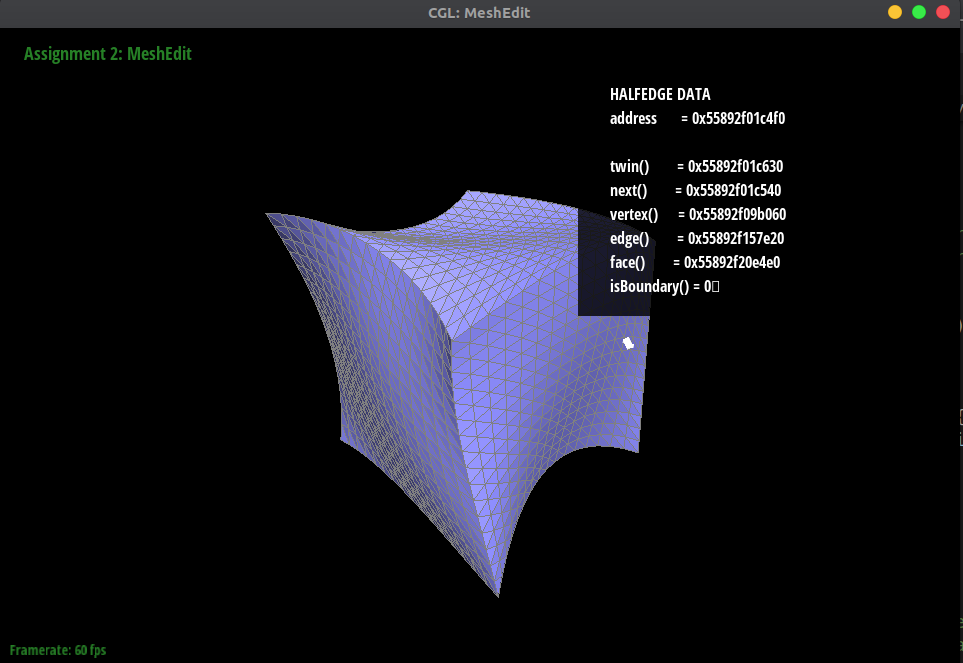 CGL: MeshEdit
Assignment 2: MeshEdit
HALFEDGE DATA
address = 0x55892f01c4f0
twin() = 0x55892f01c630
next() = 0x55892f01c540
vertex() = 0x55892f09b060
edge() = 0x55892f157e20
face() = 0x55892f20e4e0
isBoundary() = 0
Framerate: 60 fps